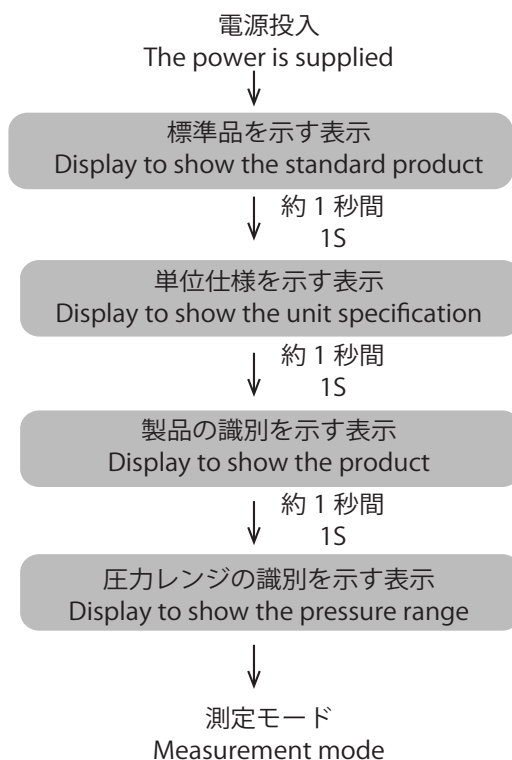 電源投入
The power is supplied
標準品を示す表示
Display to show the standard product
約 1 秒間
1S
単位仕様を示す表示
Display to show the unit specification
約 1 秒間
1S
製品の識別を示す表示
Display to show the product
約 1 秒間
1S
圧力レンジの識別を示す表示
Display to show the pressure range
測定モード
Measurement mode